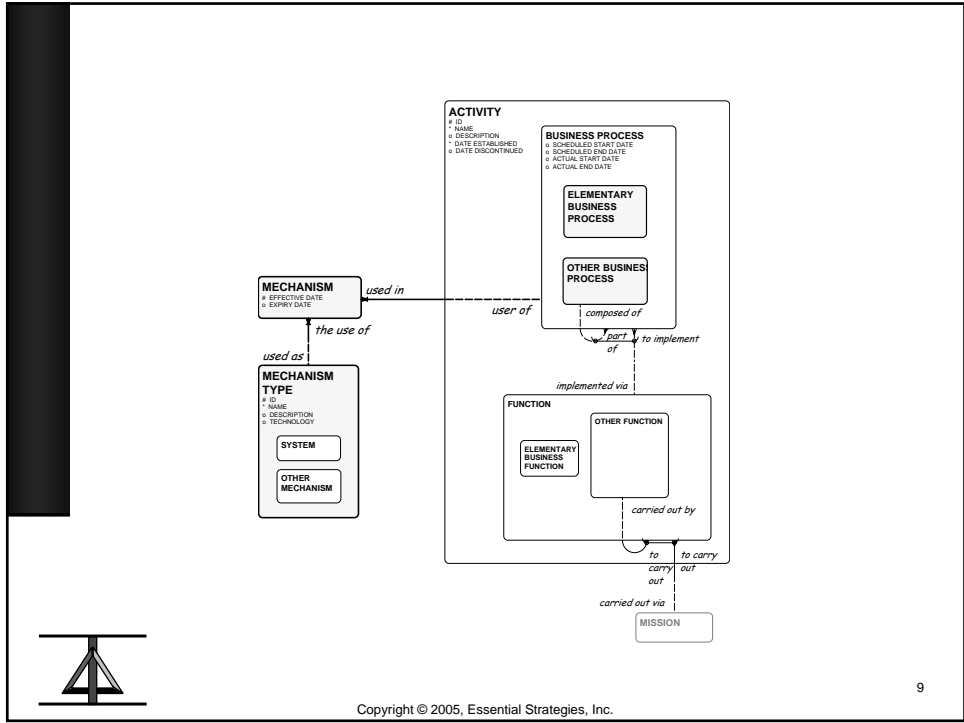 ACTIVITY
# ID
* NAME
o DESCRIPTION
* DATE ESTABLISHED
o DATE DISCONTINUED
BUSINESS PROCESS
o SCHEDULED START DATE
o SCHEDULED END DATE
o ACTUAL START DATE
o ACTUAL END DATE
ELEMENTARY
BUSINESS
PROCESS
OTHER BUSINESS
PROCESS
composed of
part
of
to implement
MECHANISM
# EFFECTIVE DATE
o EXPIRY DATE
used in
user of
the use of
used as
MECHANISM
TYPE
# ID
* NAME
o DESCRIPTION
o TECHNOLOGY
SYSTEM
OTHER
MECHANISM
implemented via
FUNCTION
OTHER FUNCTION
ELEMENTARY
BUSINESS
FUNCTION
carried out by
to
carry
out
to carry
out
carried out via
MISSION
9
Copyright © 2005, Essential Strategies, Inc.